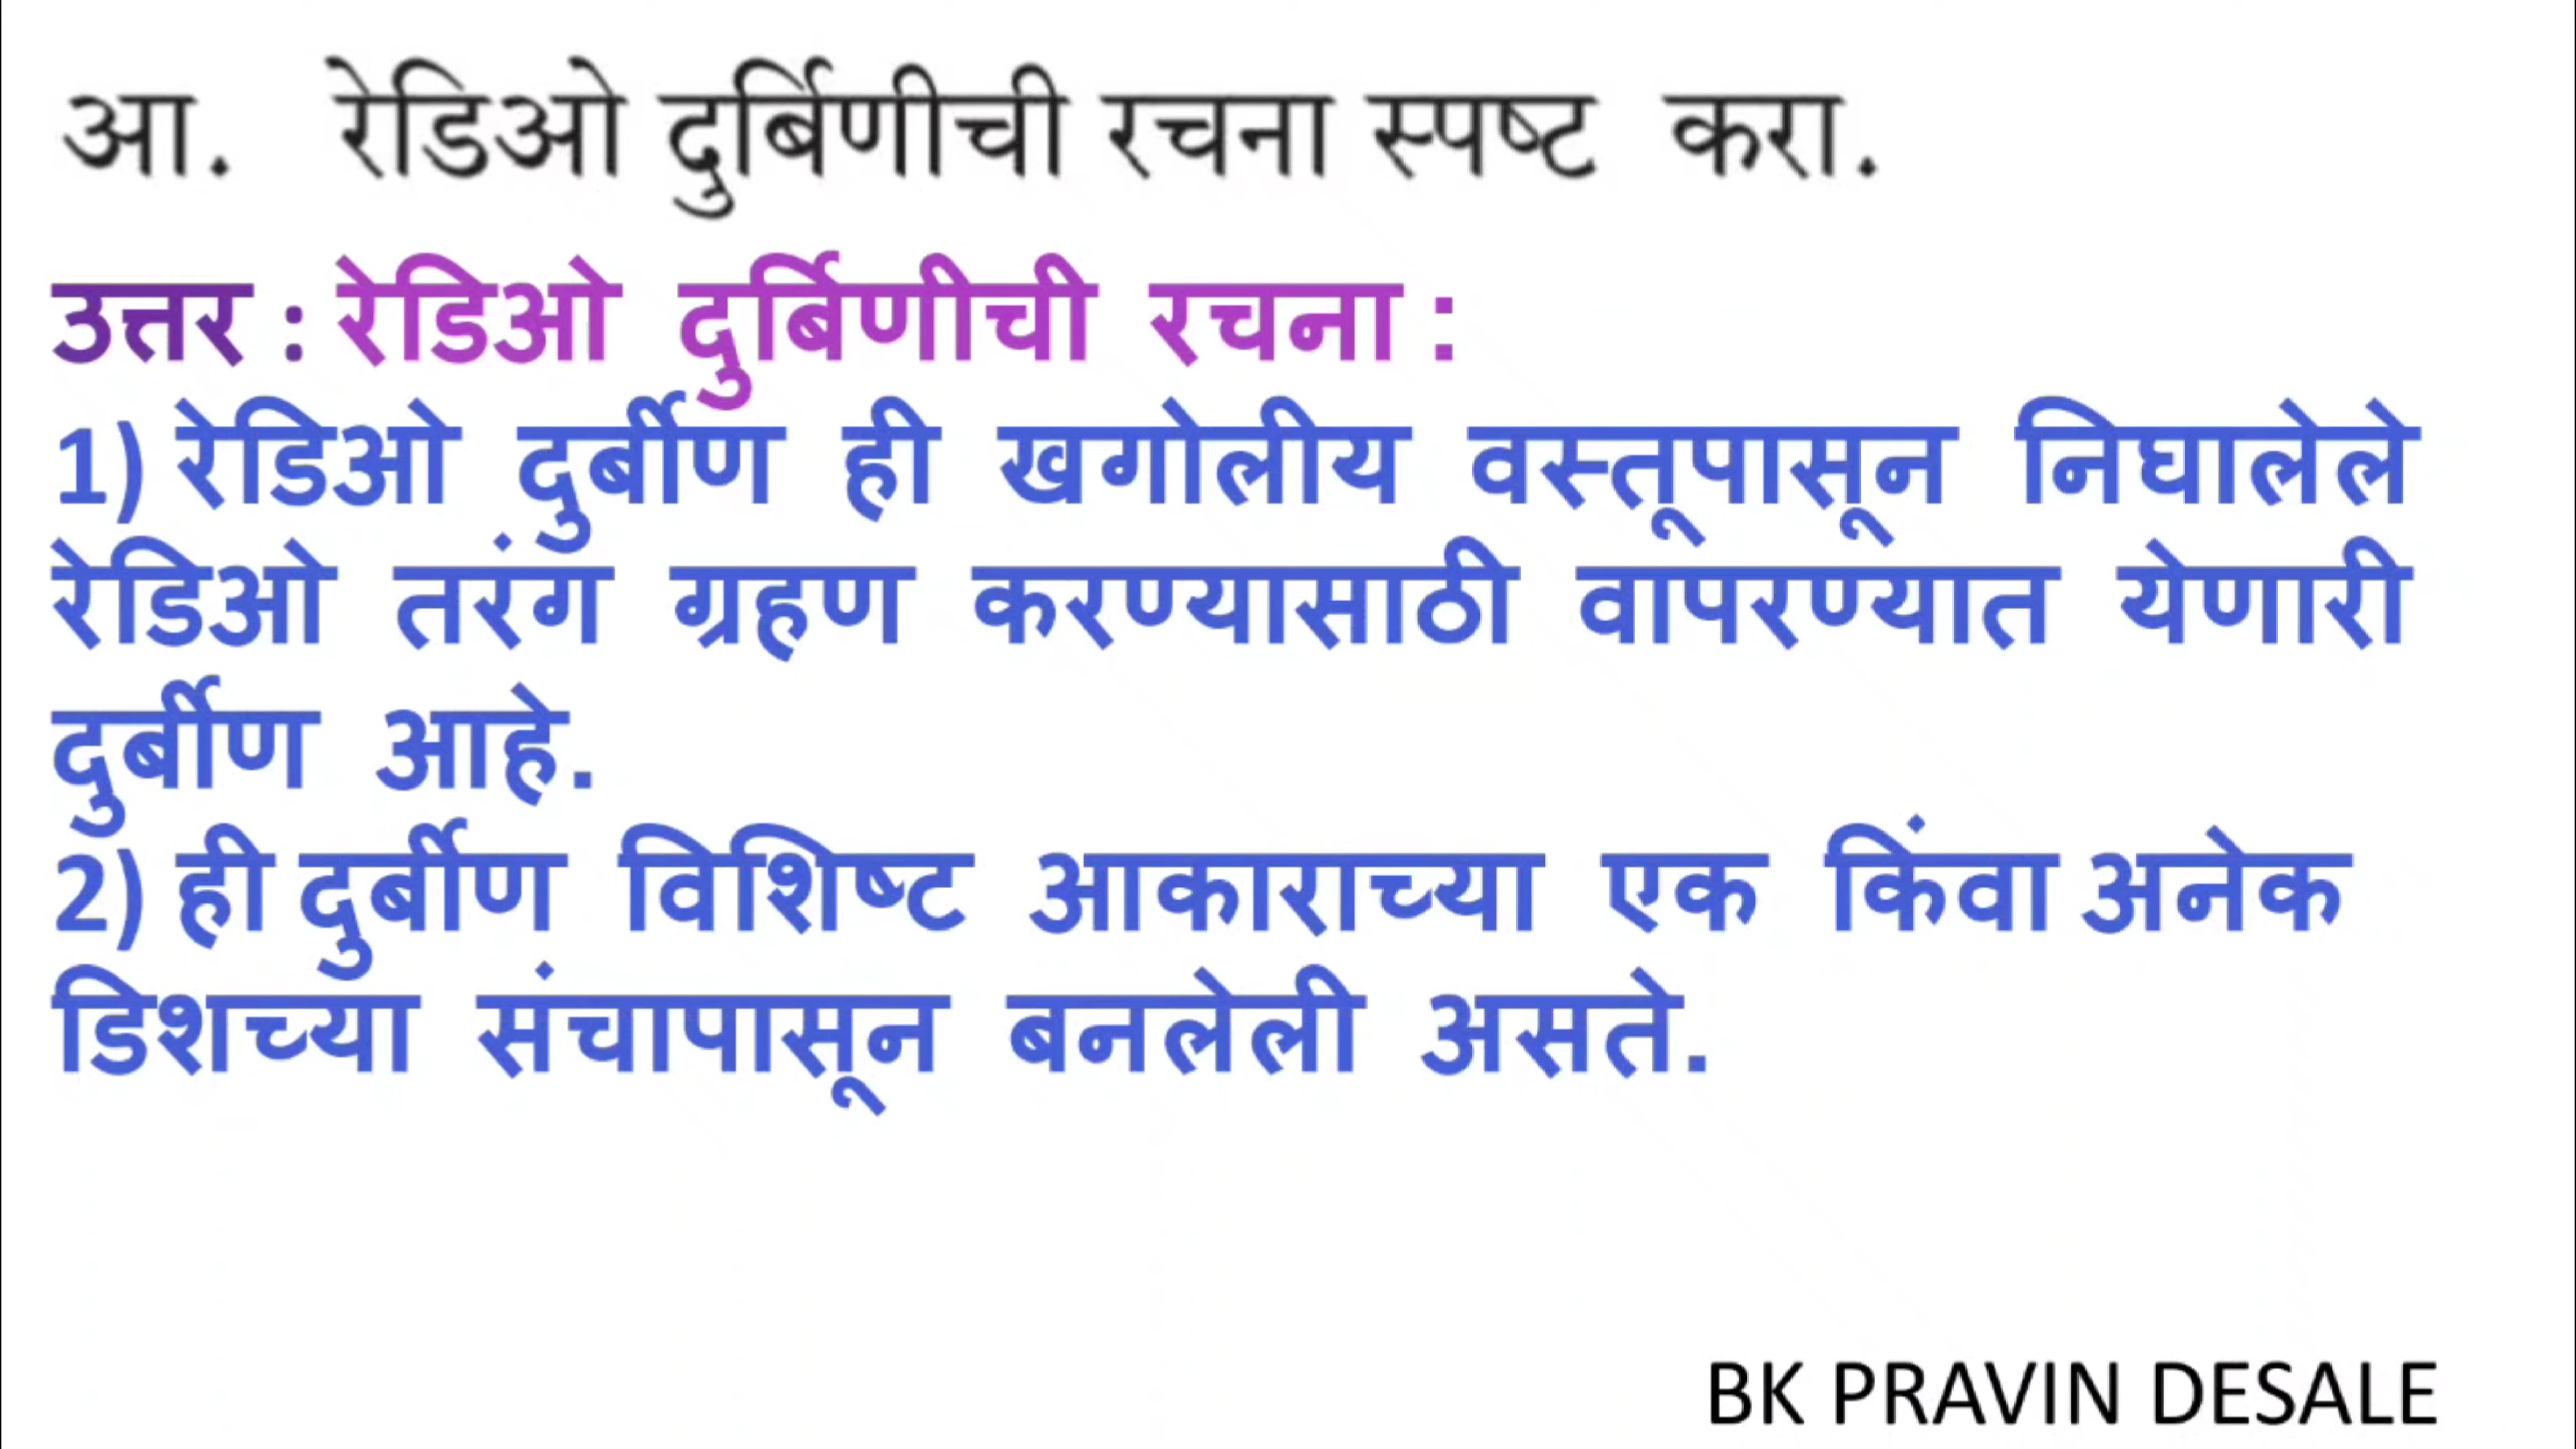 आ. रेडिओ दुर्बिणीची रचना स्पष्ट करा.
उत्तर : रेडिओ दुर्बिणीची रचना :
1) रेडिओ दुर्बीण ही खगोलीय वस्तूपासून निघालेले
रेडिओ तरंग ग्रहण करण्यासाठी वापरण्यात येणारी
दुर्बीण आहे.
2) ही दुर्बीण विशिष्ट आकाराच्या एक किंवा अनेक
डिशच्या संचापासून बनलेली असते.
BK PRAVIN DESALE